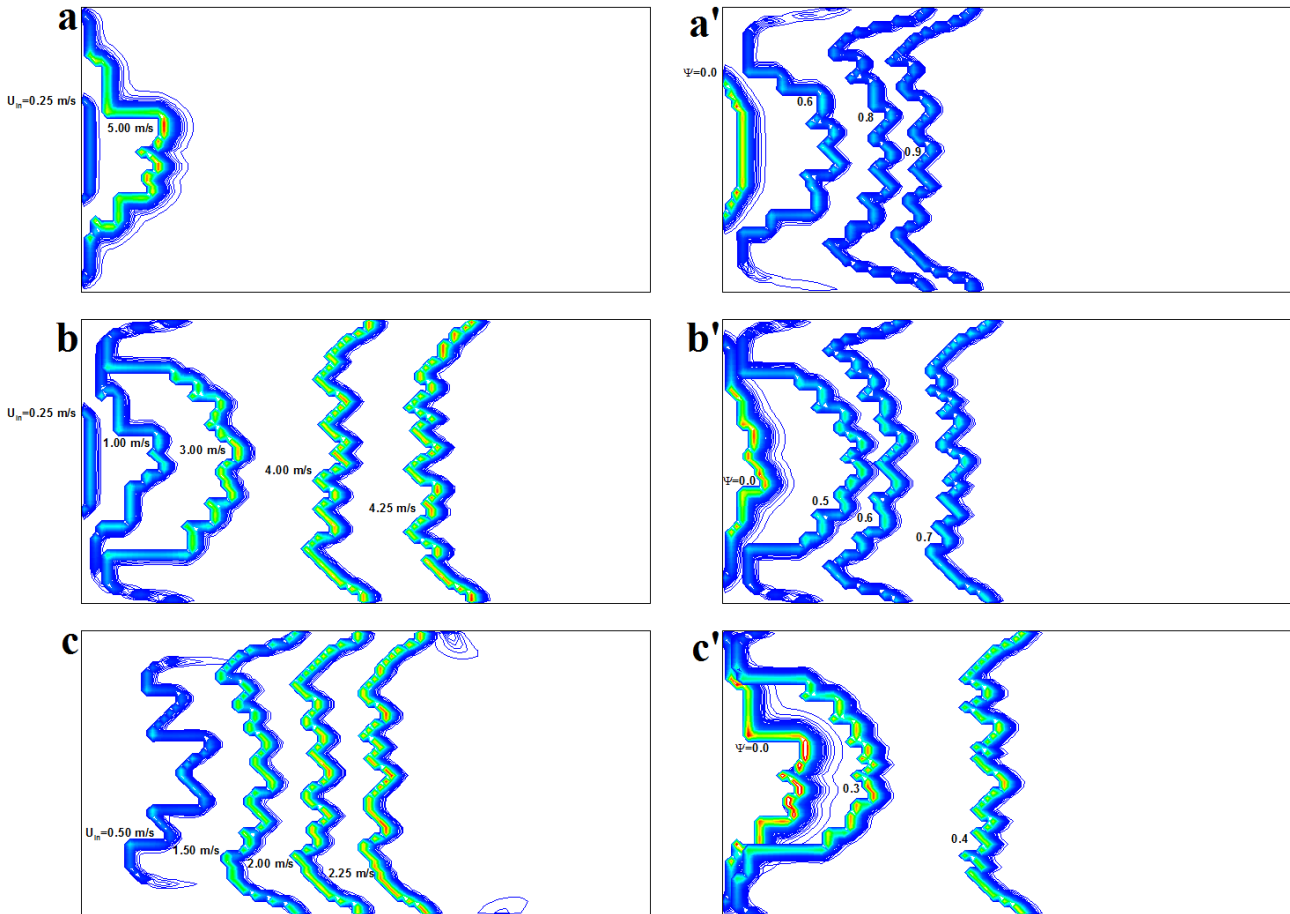 a
U_in=0.25 m/s
5.00 m/s
a'
Ψ=0.0
0.6
0.8
0.9
b
U_in=0.25 m/s
1.00 m/s
3.00 m/s
4.00 m/s
4.25 m/s
b'
Ψ=0.0
0.5
0.6
0.7
c
U_in=0.50 m/s
1.50 m/s
2.00 m/s
2.25 m/s
c'
Ψ=0.0
0.3
0.4